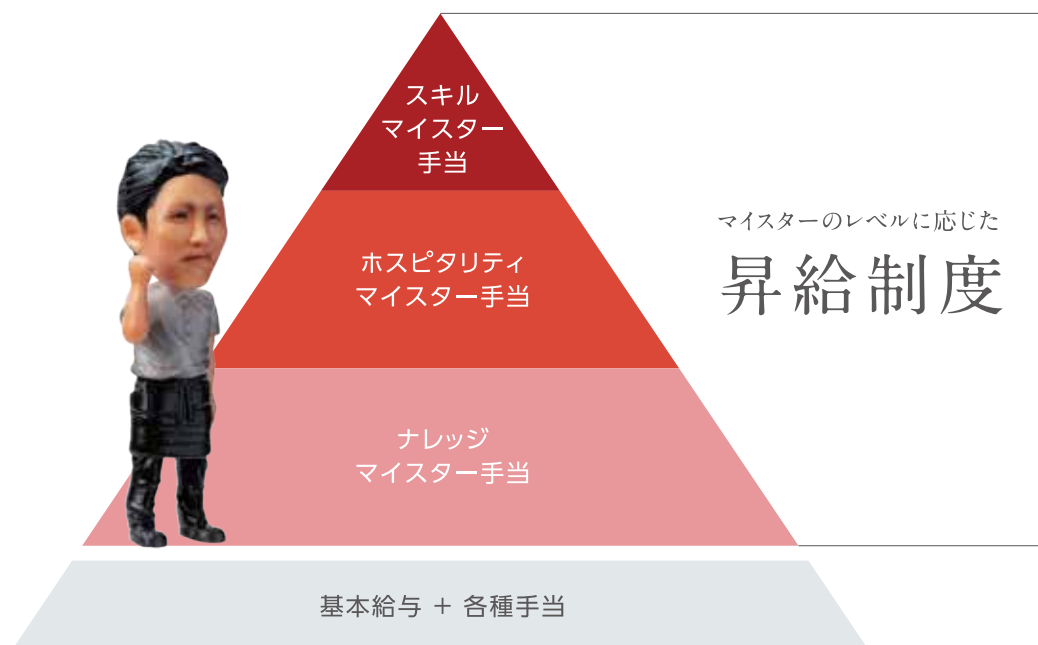 スキル
マイスター
手当
ホスピタリティ
マイスター手当
マイスターのレベルに応じた
昇給制度
ナレッジ
マイスター手当
基本給与 + 各種手当